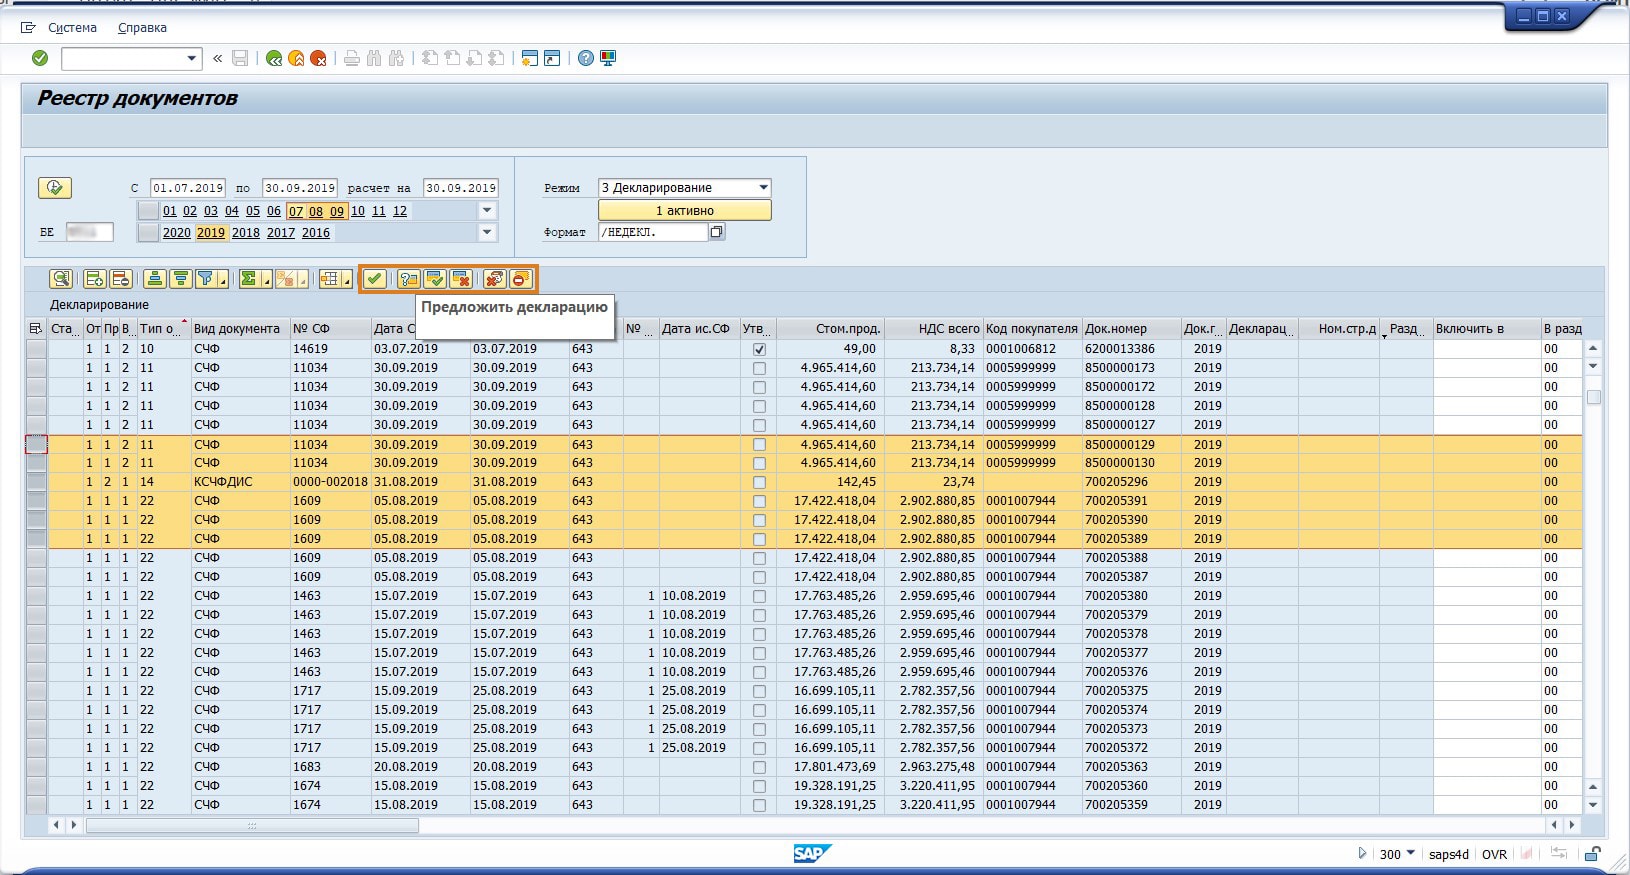 Система Справка
«
Реестр документов
С 01.07.2019 по 30.09.2019 расчет на 30.09.2019 Режим 3 Декларирование
01 02 03 04 05 06 07 08 09 10 11 12 1 активно
БЕ 2020 2019 2018 2017 2016 Формат /НЕДЕКЛ.
Предложить декларацию
Декларирование
Ста... От Пр В... Тип о... Вид документа № СФ Дата С № ... Дата ис.СФ Утв... Стом.прод. НДС всего Код покупателя Док.номер Док.г... Декларац... Ном.стр.д Разд... Включить в В разд
1 1 2 10 СЧФ 14619 03.07.2019 03.07.2019 643 49,00 8,33 0001006812 6200013386 2019 00
1 1 2 11 СЧФ 11034 30.09.2019 30.09.2019 643 4.965.414,60 213.734,14 0005999999 8500000173 2019 00
1 1 2 11 СЧФ 11034 30.09.2019 30.09.2019 643 4.965.414,60 213.734,14 0005999999 8500000172 2019 00
1 1 2 11 СЧФ 11034 30.09.2019 30.09.2019 643 4.965.414,60 213.734,14 0005999999 8500000128 2019 00
1 1 2 11 СЧФ 11034 30.09.2019 30.09.2019 643 4.965.414,60 213.734,14 0005999999 8500000127 2019 00
1 1 2 11 СЧФ 11034 30.09.2019 30.09.2019 643 4.965.414,60 213.734,14 0005999999 8500000129 2019 00
1 1 2 11 СЧФ 11034 30.09.2019 30.09.2019 643 4.965.414,60 213.734,14 0005999999 8500000130 2019 00
1 2 1 14 КСЧФДИС 0000-002018 31.08.2019 31.08.2019 643 142,45 23,74 700205296 2019 00
1 1 1 22 СЧФ 1609 05.08.2019 05.08.2019 643 17.422.418,04 2.902.880,85 0001007944 700205391 2019 00
1 1 1 22 СЧФ 1609 05.08.2019 05.08.2019 643 17.422.418,04 2.902.880,85 0001007944 700205390 2019 00
1 1 1 22 СЧФ 1609 05.08.2019 05.08.2019 643 17.422.418,04 2.902.880,85 0001007944 700205389 2019 00
1 1 1 22 СЧФ 1609 05.08.2019 05.08.2019 643 17.422.418,04 2.902.880,85 0001007944 700205388 2019 00
1 1 1 22 СЧФ 1609 05.08.2019 05.08.2019 643 17.422.418,04 2.902.880,85 0001007944 700205387 2019 00
1 1 1 22 СЧФ 1463 15.07.2019 15.07.2019 643 1 10.08.2019 17.763.485,26 2.959.695,46 0001007944 700205380 2019 00
1 1 1 22 СЧФ 1463 15.07.2019 15.07.2019 643 1 10.08.2019 17.763.485,26 2.959.695,46 0001007944 700205379 2019 00
1 1 1 22 СЧФ 1463 15.07.2019 15.07.2019 643 1 10.08.2019 17.763.485,26 2.959.695,46 0001007944 700205378 2019 00
1 1 1 22 СЧФ 1463 15.07.2019 15.07.2019 643 1 10.08.2019 17.763.485,26 2.959.695,46 0001007944 700205377 2019 00
1 1 1 22 СЧФ 1463 15.07.2019 15.07.2019 643 1 10.08.2019 17.763.485,26 2.959.695,46 0001007944 700205376 2019 00
1 1 1 22 СЧФ 1717 15.09.2019 25.08.2019 643 1 25.08.2019 16.699.105,11 2.782.357,56 0001007944 700205375 2019 00
1 1 1 22 СЧФ 1717 15.09.2019 25.08.2019 643 1 25.08.2019 16.699.105,11 2.782.357,56 0001007944 700205374 2019 00
1 1 1 22 СЧФ 1717 15.09.2019 25.08.2019 643 1 25.08.2019 16.699.105,11 2.782.357,56 0001007944 700205373 2019 00
1 1 1 22 СЧФ 1717 15.09.2019 25.08.2019 643 1 25.08.2019 16.699.105,11 2.782.357,56 0001007944 700205372 2019 00
1 1 1 22 СЧФ 1683 20.08.2019 20.08.2019 643 17.801.473,69 2.963.275,48 0001007944 700205363 2019 00
1 1 1 22 СЧФ 1674 15.08.2019 15.08.2019 643 19.328.191,25 3.220.411,95 0001007944 700205360 2019 00
1 1 1 22 СЧФ 1674 15.08.2019 15.08.2019 643 19.328.191,25 3.220.411,95 0001007944 700205359 2019 00
SAP 300 saps4d OVR